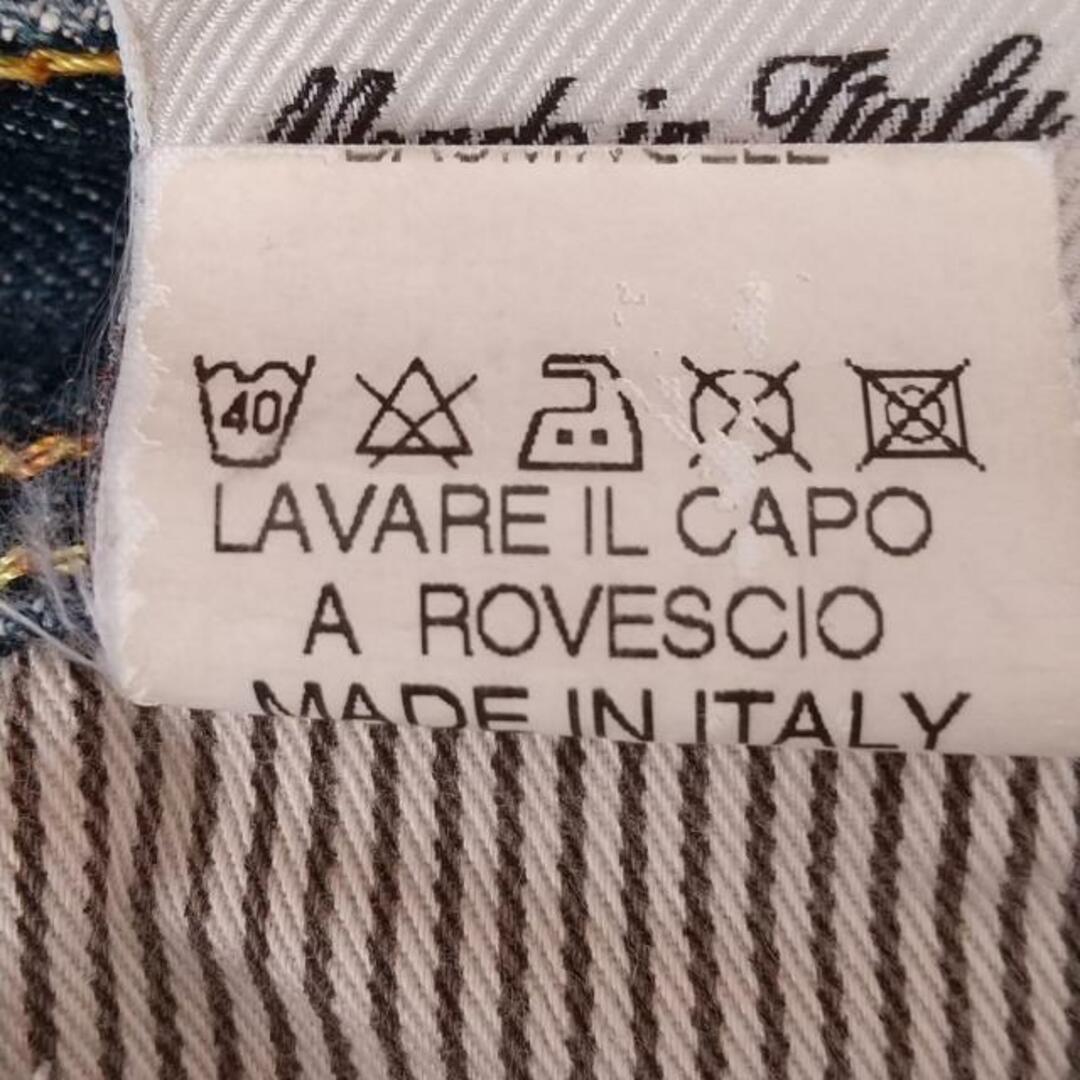 Made in Italy
40
LAVARE IL CAPO
A ROVESCIO
MADE IN ITALY